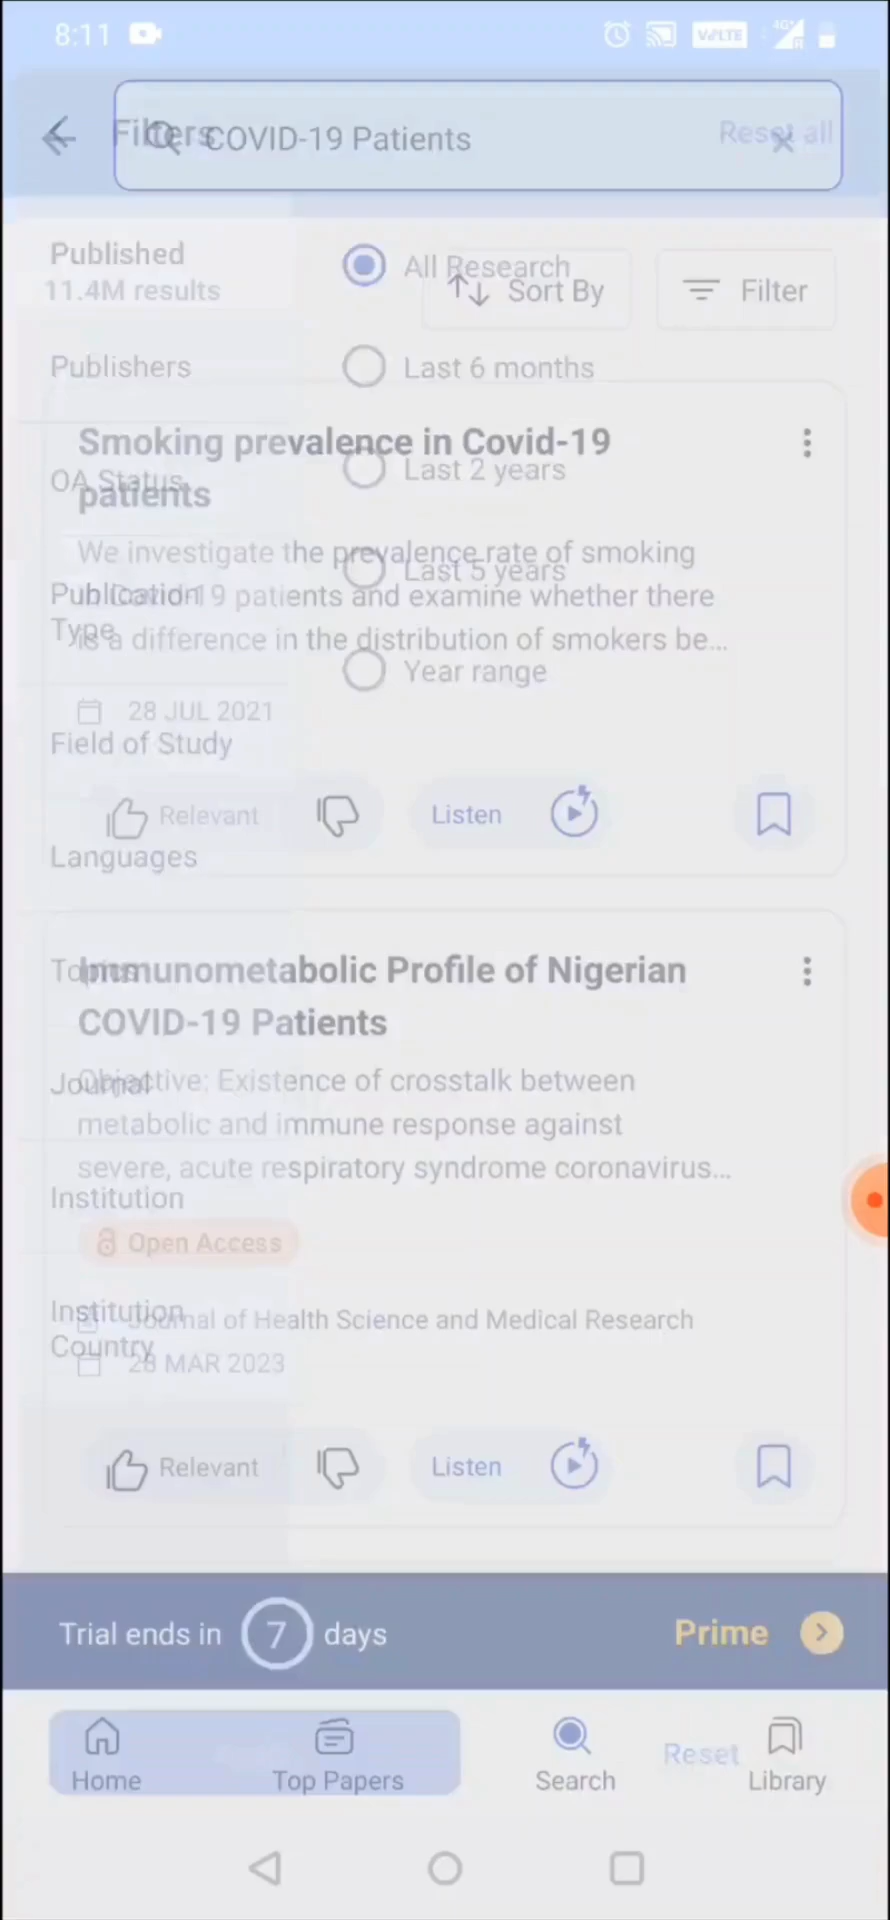 8:11
VoLTE
4G+
Filters
COVID-19 Patients
Reset all
Published
11.4M results
All Research
Sort By
Filter
Publishers
Last 6 months
Smoking prevalence in Covid-19
patients
OA Status
Last 2 years
We investigate the prevalence rate of smoking
Last 5 years
Publication
Type
in Covid-19 patients and examine whether there
is a difference in the distribution of smokers be...
Year range
28 JUL 2021
Field of Study
Relevant
Listen
Languages
Topics
Immunometabolic Profile of Nigerian
COVID-19 Patients
Journal
Objective: Existence of crosstalk between
metabolic and immune response against
severe, acute respiratory syndrome coronavirus...
Institution
Open Access
Institution
Country
Journal of Health Science and Medical Research
28 MAR 2023
Relevant
Listen
Trial ends in 7 days
Prime
Home
Top Papers
Search
Reset
Library